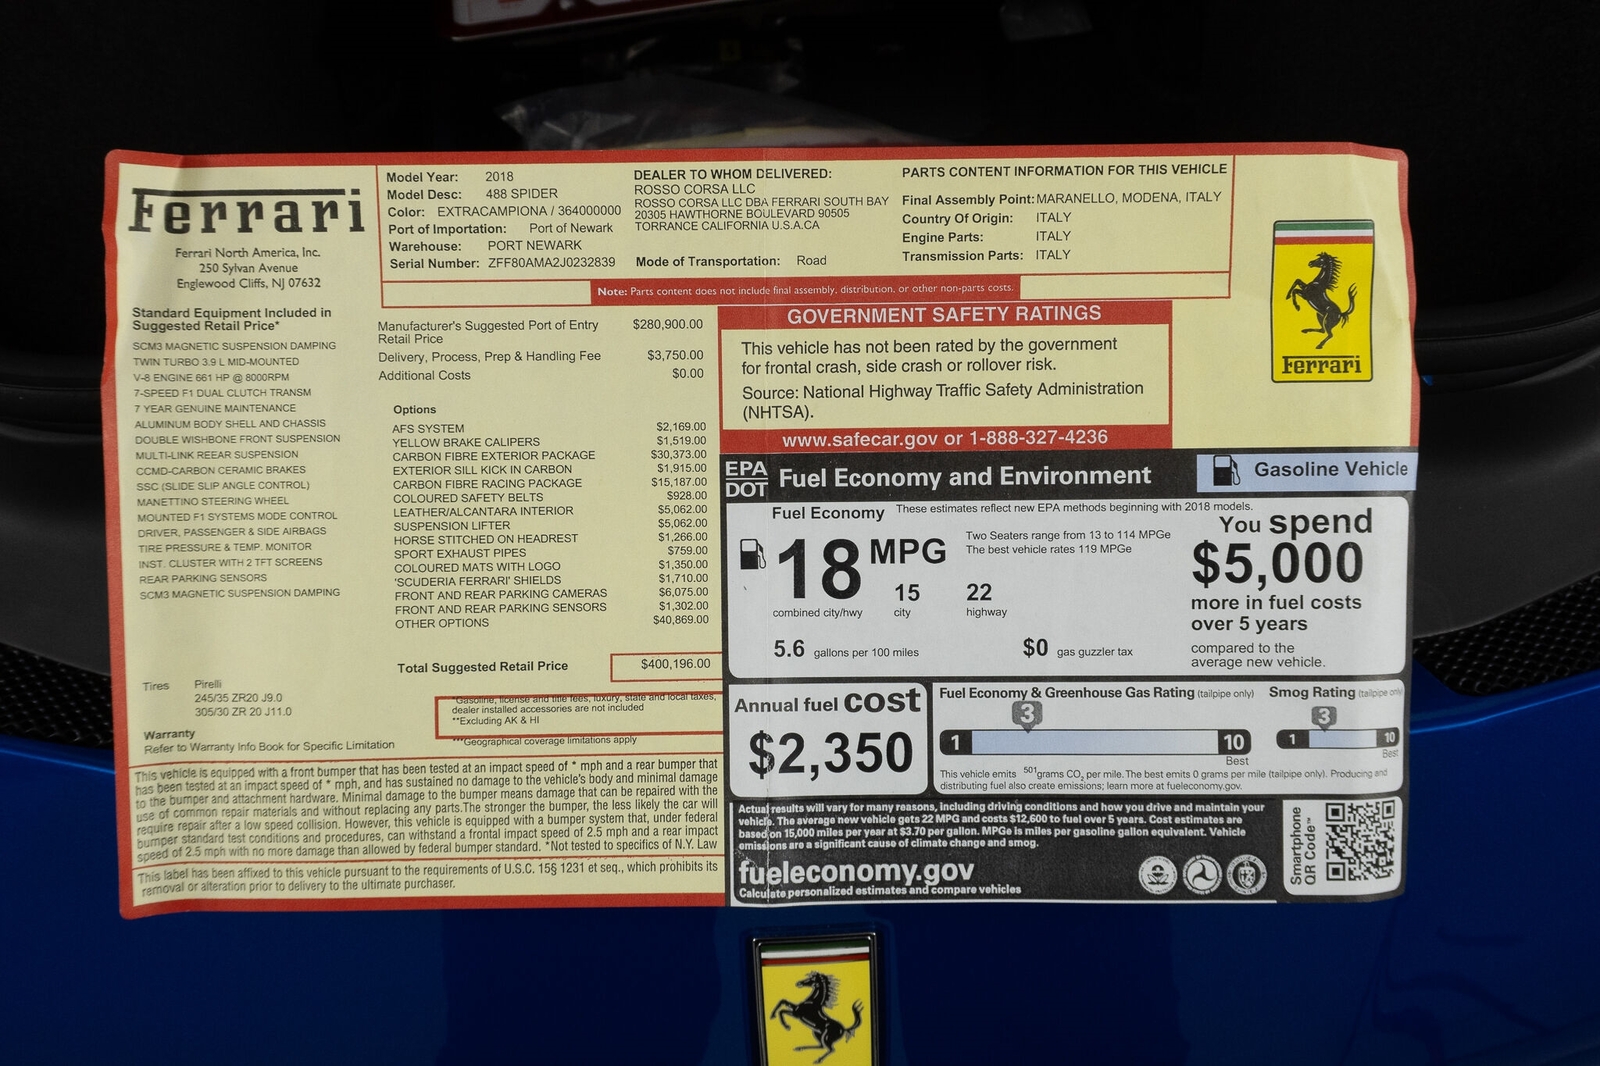 Ferrari
Ferrari North America, Inc.
250 Sylvan Avenue
Englewood Cliffs, NJ 07632
Model Year: 2018
Model Desc: 488 SPIDER
Color: EXTRACAMPIONA / 364000000
Port of Importation: Port of Newark
Warehouse: PORT NEWARK
Serial Number: ZFF80AMA2J0232839
DEALER TO WHOM DELIVERED:
ROSSO CORSA LLC
ROSSO CORSA LLC DBA FERRARI SOUTH BAY
20305 HAWTHORNE BOULEVARD 90505
TORRANCE CALIFORNIA U.S.A.CA
Mode of Transportation: Road
PARTS CONTENT INFORMATION FOR THIS VEHICLE
Final Assembly Point: MARANELLO, MODENA, ITALY
Country Of Origin: ITALY
Engine Parts: ITALY
Transmission Parts: ITALY
Note: Parts content does not include final assembly, distribution, or other non-parts costs.
Ferrari
Standard Equipment Included in
Suggested Retail Price*
SCM3 MAGNETIC SUSPENSION DAMPING
TWIN TURBO 3.9 L MID-MOUNTED
V-8 ENGINE 661 HP @ 8000RPM
7-SPEED F1 DUAL CLUTCH TRANSM
7 YEAR GENUINE MAINTENANCE
ALUMINUM BODY SHELL AND CHASSIS
DOUBLE WISHBONE FRONT SUSPENSION
MULTI-LINK REEAR SUSPENSION
CCMD-CARBON CERAMIC BRAKES
SSC (SLIDE SLIP ANGLE CONTROL)
MANETTINO STEERING WHEEL
MOUNTED F1 SYSTEMS MODE CONTROL
DRIVER, PASSENGER & SIDE AIRBAGS
TIRE PRESSURE & TEMP. MONITOR
INST. CLUSTER WITH 2 TFT SCREENS
REAR PARKING SENSORS
SCM3 MAGNETIC SUSPENSION DAMPING
Tires Pirelli
245/35 ZR20 J9.0
305/30 ZR 20 J11.0
Warranty
Refer to Warranty Info Book for Specific Limitation
Manufacturer's Suggested Port of Entry
Retail Price $280,900.00
Delivery, Process, Prep & Handling Fee $3,750.00
Additional Costs $0.00
Options
AFS SYSTEM $2,169.00
YELLOW BRAKE CALIPERS $1,519.00
CARBON FIBRE EXTERIOR PACKAGE $30,373.00
EXTERIOR SILL KICK IN CARBON $1,915.00
CARBON FIBRE RACING PACKAGE $15,187.00
COLOURED SAFETY BELTS $928.00
LEATHER/ALCANTARA INTERIOR $5,062.00
SUSPENSION LIFTER $5,062.00
HORSE STITCHED ON HEADREST $1,266.00
SPORT EXHAUST PIPES $759.00
COLOURED MATS WITH LOGO $1,350.00
'SCUDERIA FERRARI' SHIELDS $1,710.00
FRONT AND REAR PARKING CAMERAS $6,075.00
FRONT AND REAR PARKING SENSORS $1,302.00
OTHER OPTIONS $40,869.00
Total Suggested Retail Price $400,196.00
*Gasoline, license and title fees, luxury, state and local taxes,
dealer installed accessories are not included
**Excluding AK & HI
***Geographical coverage limitations apply
This vehicle is equipped with a front bumper that has been tested at an impact speed of * mph and a rear bumper that
has been tested at an impact speed of * mph, and has sustained no damage to the vehicle's body and minimal damage
to the bumper and attachment hardware. Minimal damage to the bumper means damage that can be repaired with the
use of common repair materials and without replacing any parts.The stronger the bumper, the less likely the car will
require repair after a low speed collision. However, this vehicle is equipped with a bumper system that, under federal
bumper standard test conditions and procedures, can withstand a frontal impact speed of 2.5 mph and a rear impact
speed of 2.5 mph with no more damage than allowed by federal bumper standard. *Not tested to specifics of N.Y. Law
This label has been affixed to this vehicle pursuant to the requirements of U.S.C. 15§ 1231 et seq., which prohibits its
removal or alteration prior to delivery to the ultimate purchaser.
GOVERNMENT SAFETY RATINGS
This vehicle has not been rated by the government
for frontal crash, side crash or rollover risk.
Source: National Highway Traffic Safety Administration
(NHTSA).
www.safecar.gov or 1-888-327-4236
EPA
DOT
Fuel Economy and Environment
Gasoline Vehicle
Fuel Economy
These estimates reflect new EPA methods beginning with 2018 models.
18 MPG
combined city/hwy
15
city
22
highway
Two Seaters range from 13 to 114 MPGe
The best vehicle rates 119 MPGe
5.6 gallons per 100 miles
$0 gas guzzler tax
You spend
$5,000
more in fuel costs
over 5 years
compared to the
average new vehicle.
Annual fuel cost
$2,350
Fuel Economy & Greenhouse Gas Rating (tailpipe only)
3
1 10
Best
Smog Rating (tailpipe only)
3
1 10
Best
This vehicle emits 501grams CO2 per mile. The best emits 0 grams per mile (tailpipe only). Producing and
distributing fuel also create emissions; learn more at fueleconomy.gov.
Actual results will vary for many reasons, including driving conditions and how you drive and maintain your
vehicle. The average new vehicle gets 22 MPG and costs $12,600 to fuel over 5 years. Cost estimates are
based on 15,000 miles per year at $3.70 per gallon. MPGe is miles per gasoline gallon equivalent. Vehicle
emissions are a significant cause of climate change and smog.
fueleconomy.gov
Calculate personalized estimates and compare vehicles
Smartphone
QR Code™